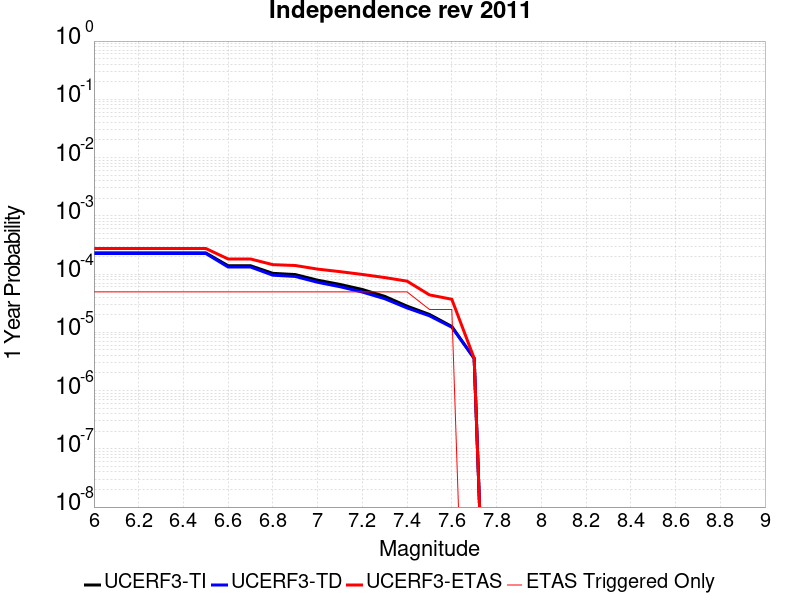 Independence rev 2011
1 Year Probability
10^0
10^-1
10^-2
10^-3
10^-4
10^-5
10^-6
10^-7
10^-8
6 6.2 6.4 6.6 6.8 7 7.2 7.4 7.6 7.8 8 8.2 8.4 8.6 8.8 9
Magnitude
UCERF3-TI UCERF3-TD UCERF3-ETAS ETAS Triggered Only